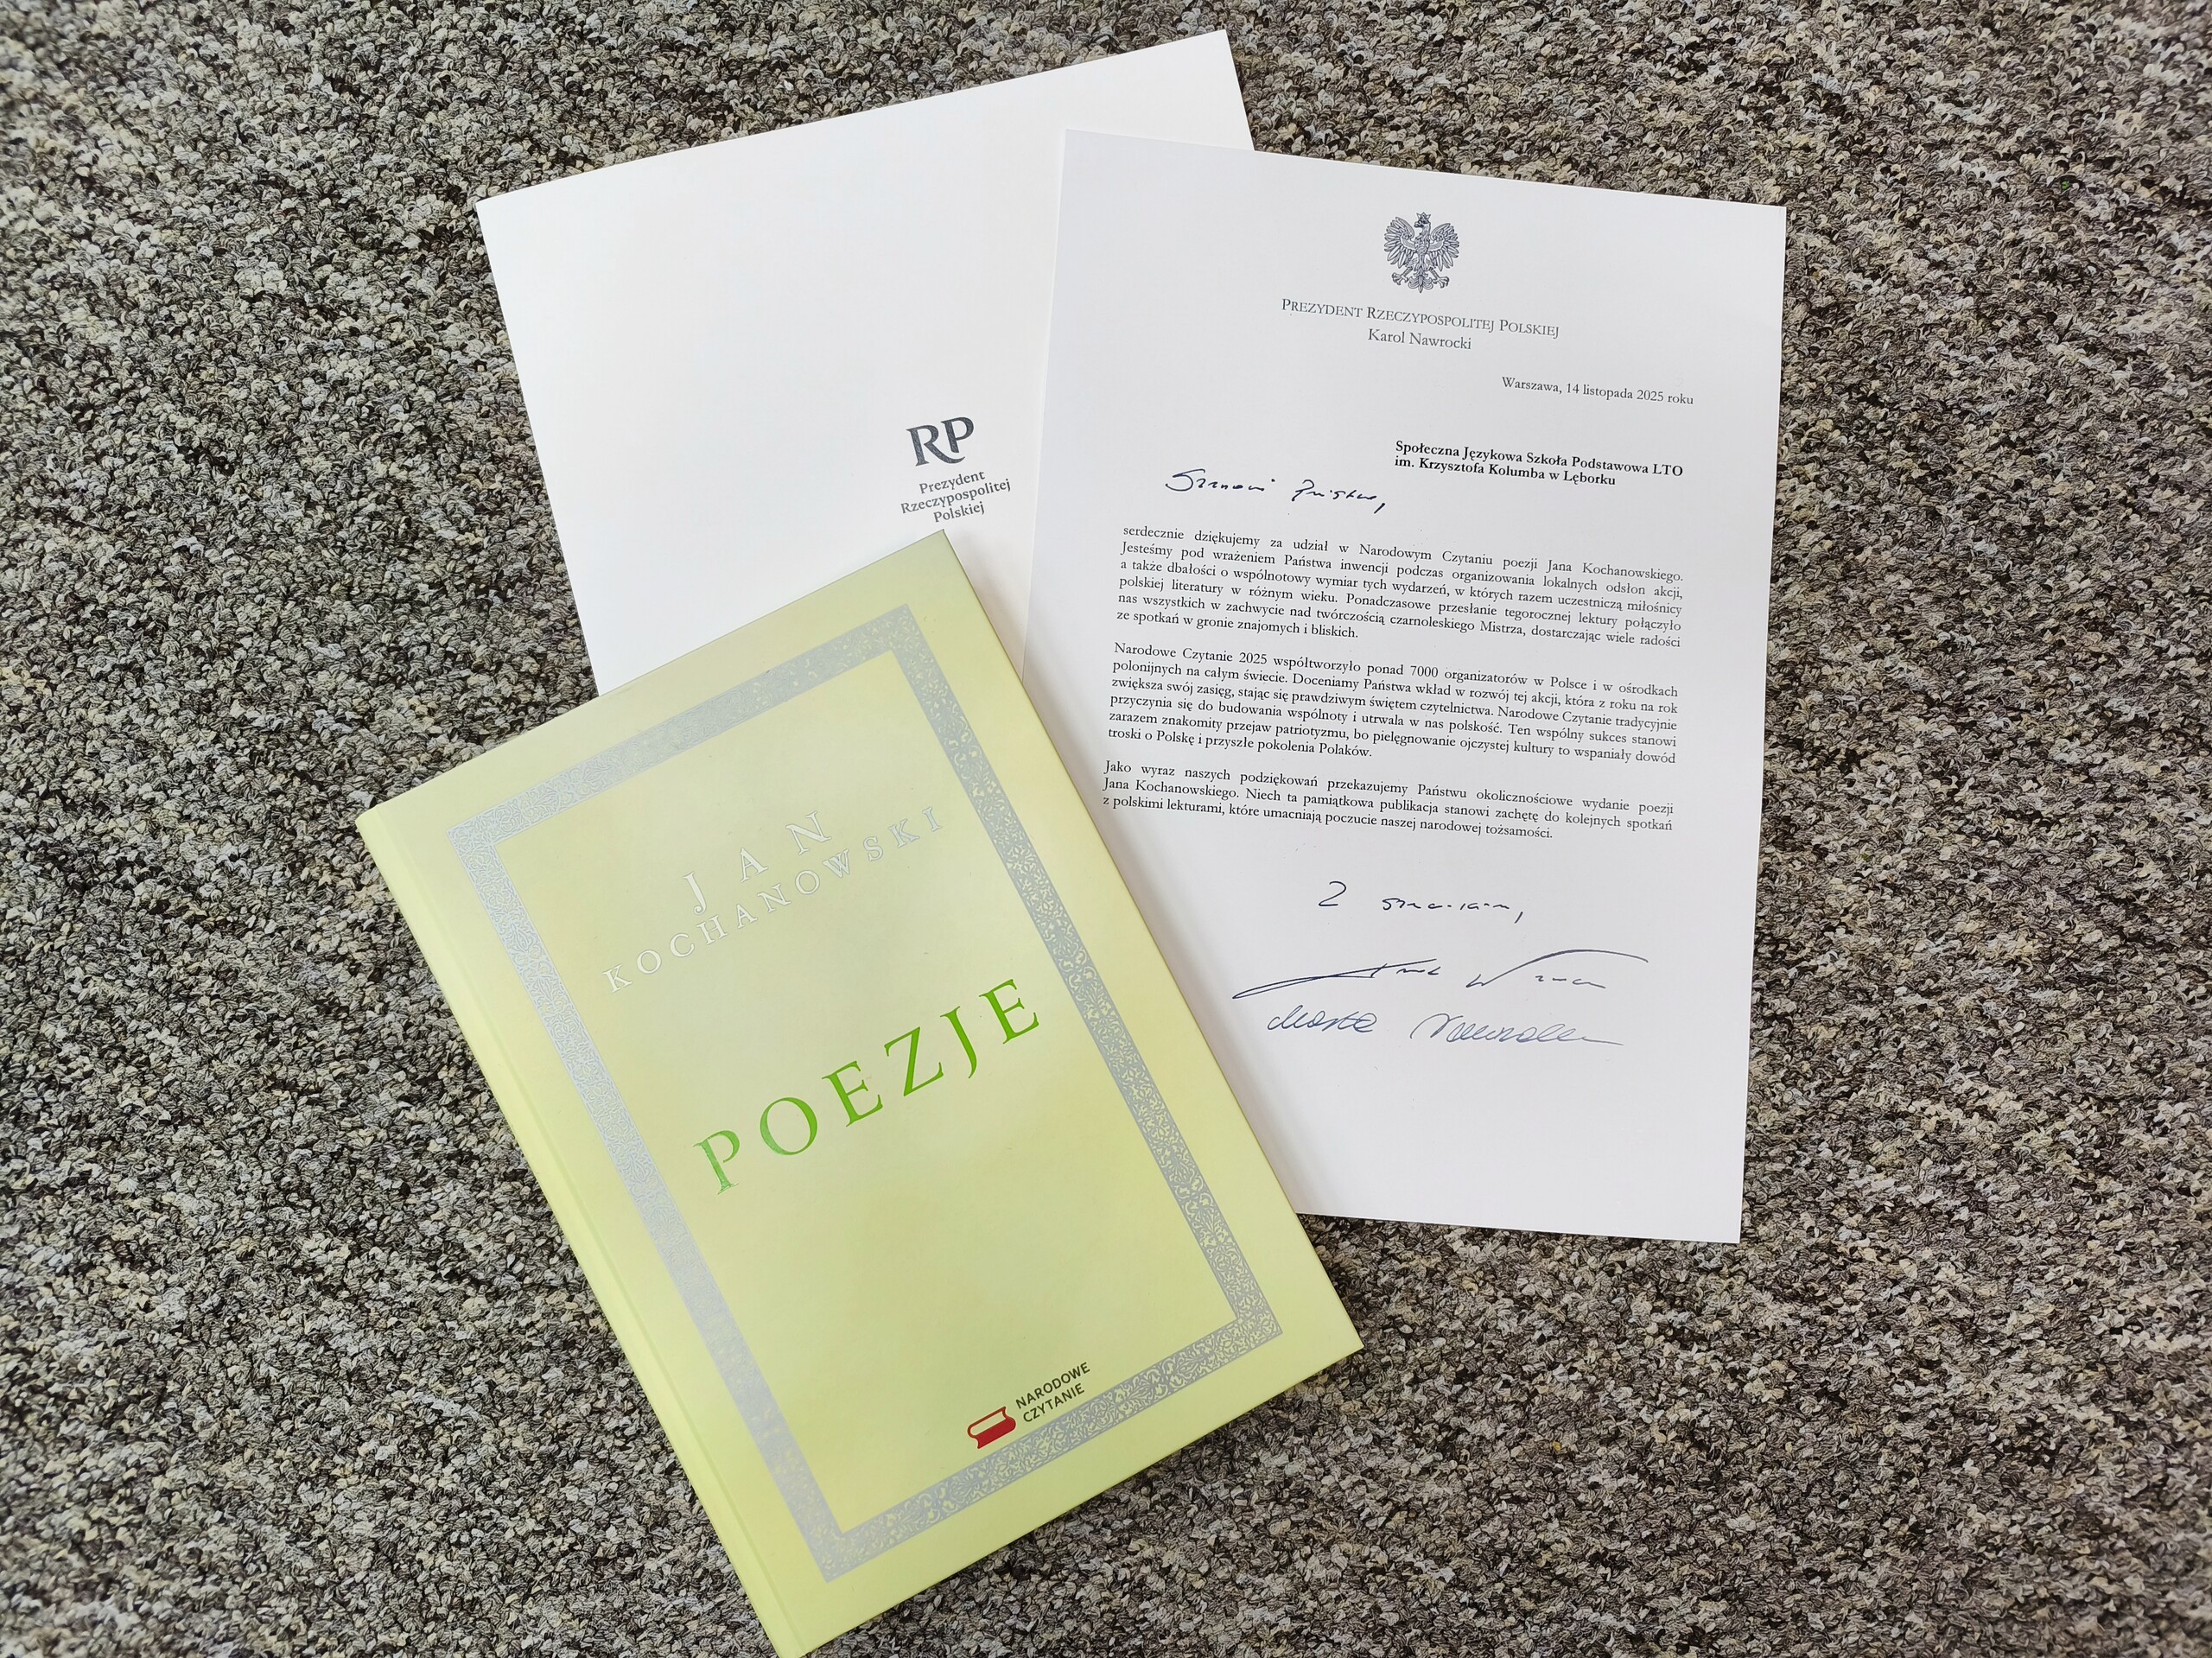 RP
Prezydent
Rzeczypospolitej
Polskiej
PREZYDENT RZECZYPOSPOLITEJ POLSKIEJ
Karol Nawrocki
Warszawa, 14 listopada 2025 roku
Społeczna Językowa Szkoła Podstawowa LTO
im. Krzysztofa Kolumba w Lęborku
Szanowni Państwo,
serdecznie dziękujemy za udział w Narodowym Czytaniu poezji Jana Kochanowskiego.
Jesteśmy pod wrażeniem Państwa inwencji podczas organizowania lokalnych odsłon akcji,
a także dbałości o wspólnotowy wymiar tych wydarzeń, w których razem uczestniczą miłośnicy
polskiej literatury w różnym wieku. Ponadczasowe przesłanie tegorocznej lektury połączyło
nas wszystkich w zachwycie nad twórczością czarnoleskiego Mistrza, dostarczając wiele radości
ze spotkań w gronie znajomych i bliskich.
Narodowe Czytanie 2025 współtworzyło ponad 7000 organizatorów w Polsce i w ośrodkach
polonijnych na całym świecie. Doceniamy Państwa wkład w rozwój tej akcji, która z roku na rok
zwiększa swój zasięg, stając się prawdziwym świętem czytelnictwa. Narodowe Czytanie tradycyjnie
przyczynia się do budowania wspólnoty i utrwala w nas polskość. Ten wspólny sukces stanowi
zarazem znakomity przejaw patriotyzmu, bo pielęgnowanie ojczystej kultury to wspaniały dowód
troski o Polskę i przyszłe pokolenia Polaków.
Jako wyraz naszych podziękowań przekazujemy Państwu okolicznościowe wydanie poezji
Jana Kochanowskiego. Niech ta pamiątkowa publikacja stanowi zachętę do kolejnych spotkań
z polskimi lekturami, które umacniają poczucie naszej narodowej tożsamości.
Marta Nawrocka
JAN
KOCHANOWSKI
POEZJE
NARODOWE
CZYTANIE